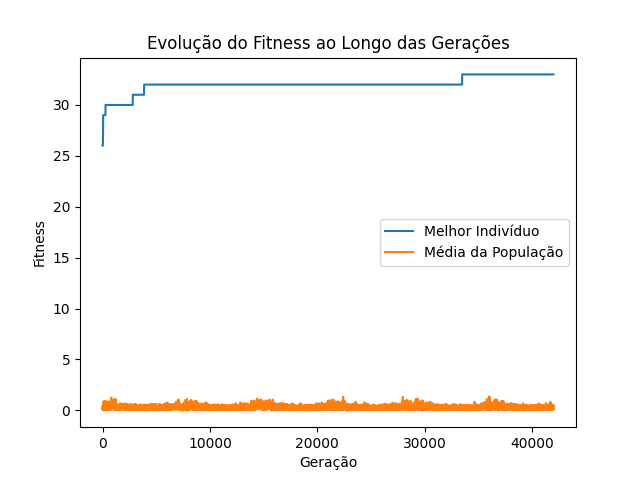 Evolução do Fitness ao Longo das Gerações
30
25
20
15
10
5
0
Fitness
Melhor Indivíduo
Média da População
0 10000 20000 30000 40000
Geração